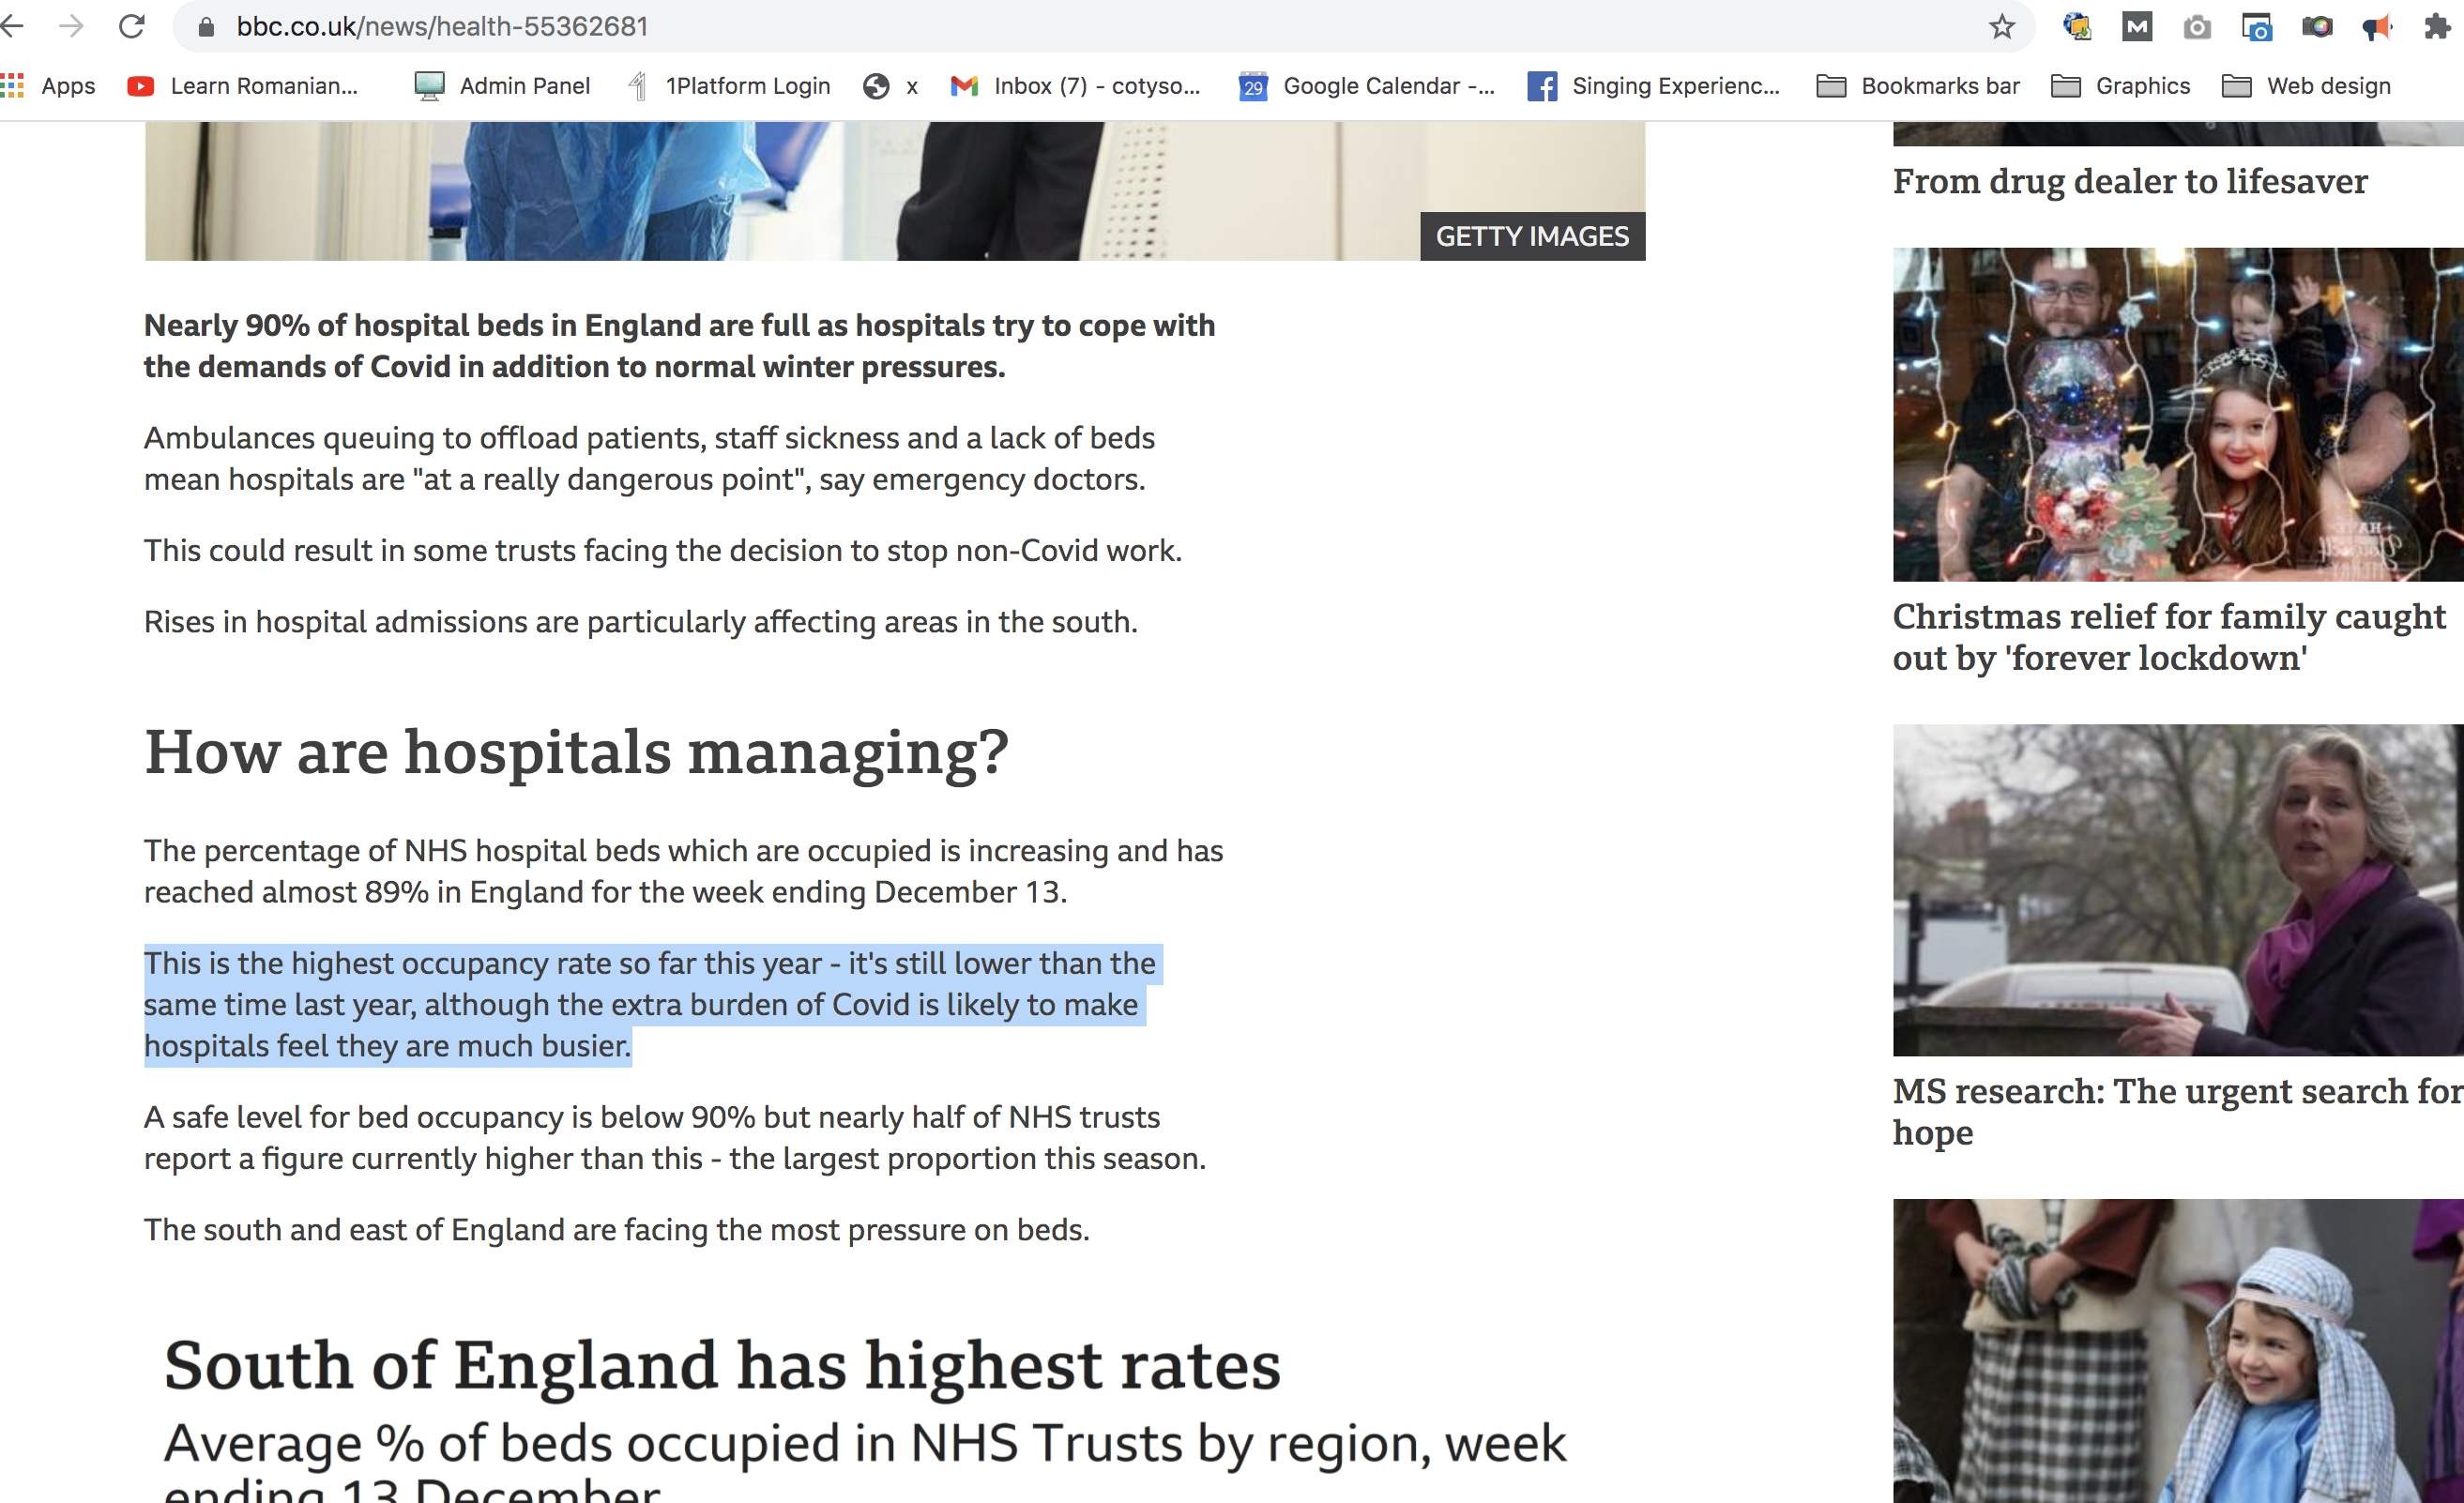 bbc.co.uk/news/health-55362681
Apps Learn Romanian... Admin Panel 1Platform Login x Inbox (7) - cotyso... 29 Google Calendar -... Singing Experienc... Bookmarks bar Graphics Web design
GETTY IMAGES
Nearly 90% of hospital beds in England are full as hospitals try to cope with
the demands of Covid in addition to normal winter pressures.
Ambulances queuing to offload patients, staff sickness and a lack of beds
mean hospitals are "at a really dangerous point", say emergency doctors.
This could result in some trusts facing the decision to stop non-Covid work.
Rises in hospital admissions are particularly affecting areas in the south.
How are hospitals managing?
The percentage of NHS hospital beds which are occupied is increasing and has
reached almost 89% in England for the week ending December 13.
This is the highest occupancy rate so far this year - it's still lower than the
same time last year, although the extra burden of Covid is likely to make
hospitals feel they are much busier.
A safe level for bed occupancy is below 90% but nearly half of NHS trusts
report a figure currently higher than this - the largest proportion this season.
The south and east of England are facing the most pressure on beds.
South of England has highest rates
Average % of beds occupied in NHS Trusts by region, week
ending 13 December
From drug dealer to lifesaver
Christmas relief for family caught
out by 'forever lockdown'
MS research: The urgent search for
hope